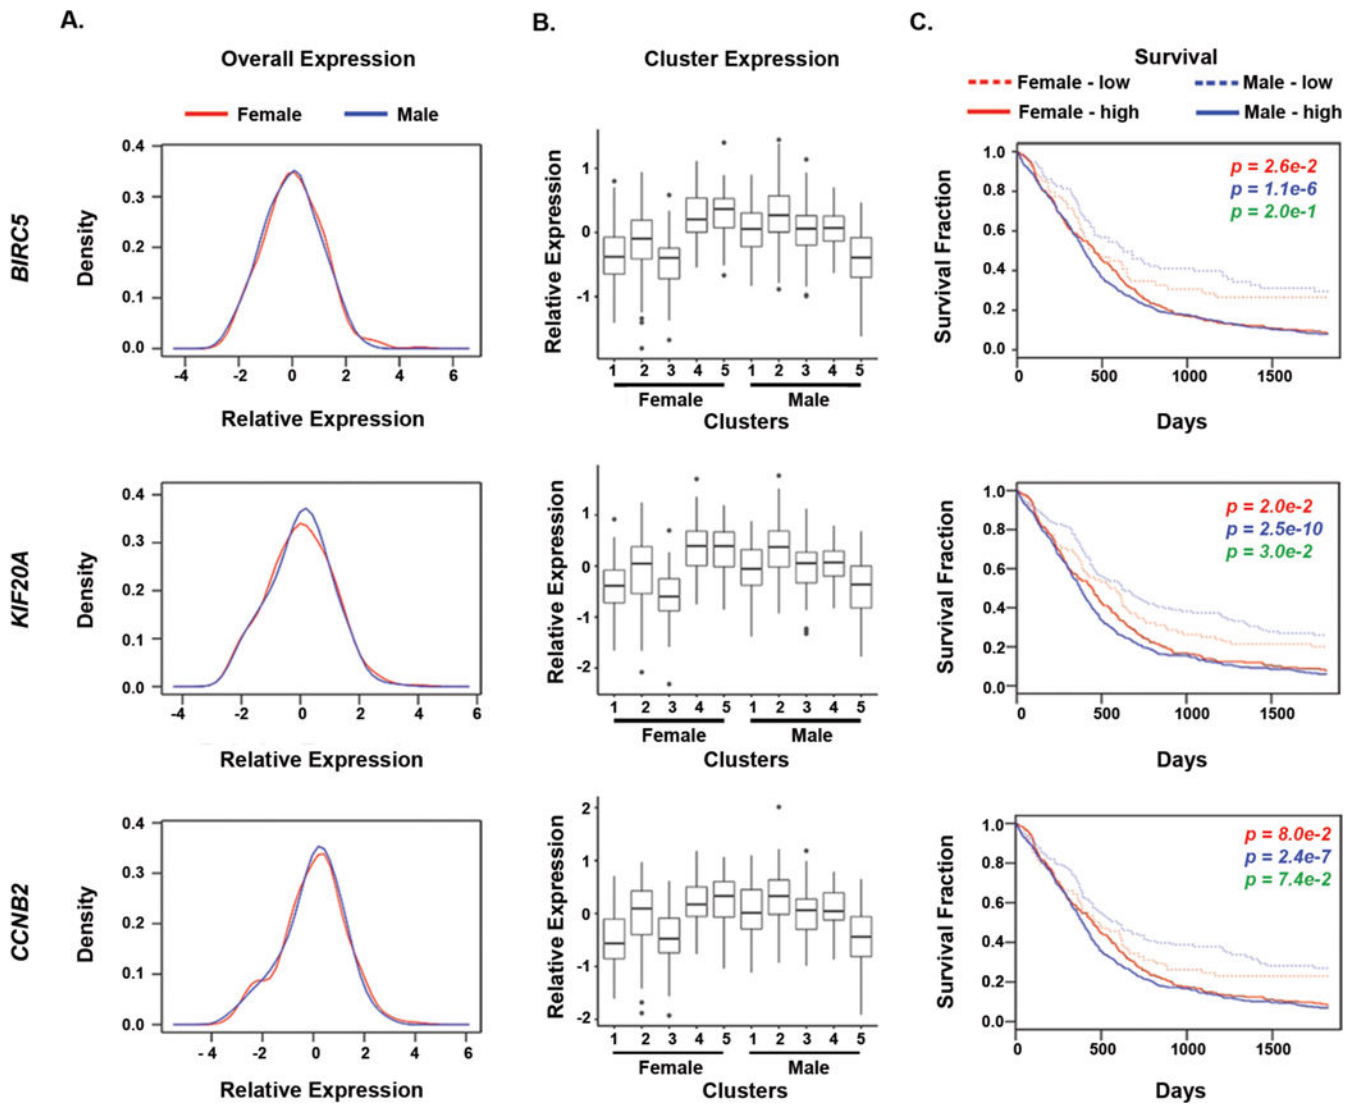 A.
B.
C.
Overall Expression
Cluster Expression
Survival
Female
Male
Female - low
Male - low
Female - high
Male - high
BIRC5
Density
0.4
0.3
0.2
0.1
0.0
-4 -2 0 2 4 6
Relative Expression
Relative Expression
1
0
-1
1 2 3 4 5 1 2 3 4 5
Female Male
Clusters
Survival Fraction
1.0
0.8
0.6
0.4
0.2
0.0
p = 2.6e-2
p = 1.1e-6
p = 2.0e-1
0 500 1000 1500
Days
KIF20A
Density
0.4
0.3
0.2
0.1
0.0
-4 -2 0 2 4 6
Relative Expression
Relative Expression
1
0
-1
-2
1 2 3 4 5 1 2 3 4 5
Female Male
Clusters
Survival Fraction
1.0
0.8
0.6
0.4
0.2
0.0
p = 2.0e-2
p = 2.5e-10
p = 3.0e-2
0 500 1000 1500
Days
CCNB2
Density
0.4
0.3
0.2
0.1
0.0
- 4 -2 0 2 4 6
Relative Expression
Relative Expression
2
1
0
-1
-2
1 2 3 4 5 1 2 3 4 5
Female Male
Clusters
Survival Fraction
1.0
0.8
0.6
0.4
0.2
0.0
p = 8.0e-2
p = 2.4e-7
p = 7.4e-2
0 500 1000 1500
Days